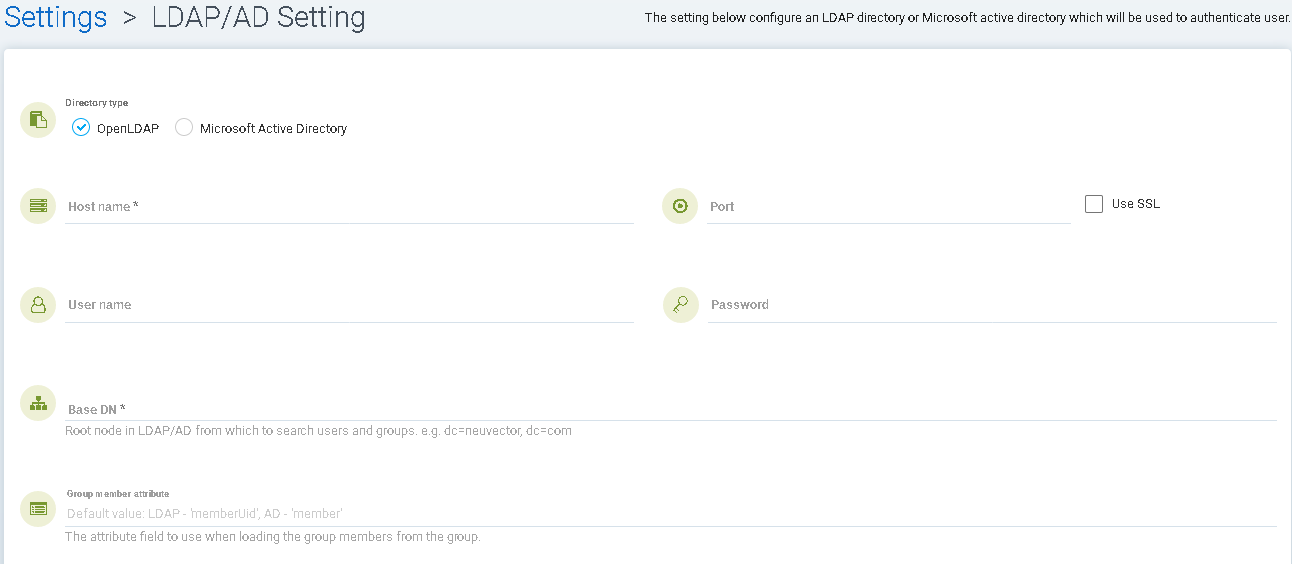 Settings > LDAP/AD Setting
The setting below configure an LDAP directory or Microsoft active directory which will be used to authenticate user.
Directory type
OpenLDAP Microsoft Active Directory
Host name * Port Use SSL
User name Password
Base DN *
Root node in LDAP/AD from which to search users and groups. e.g. dc=neuvector, dc=com
Group member attribute
Default value: LDAP - 'memberUid', AD - 'member'
The attribute field to use when loading the group members from the group.